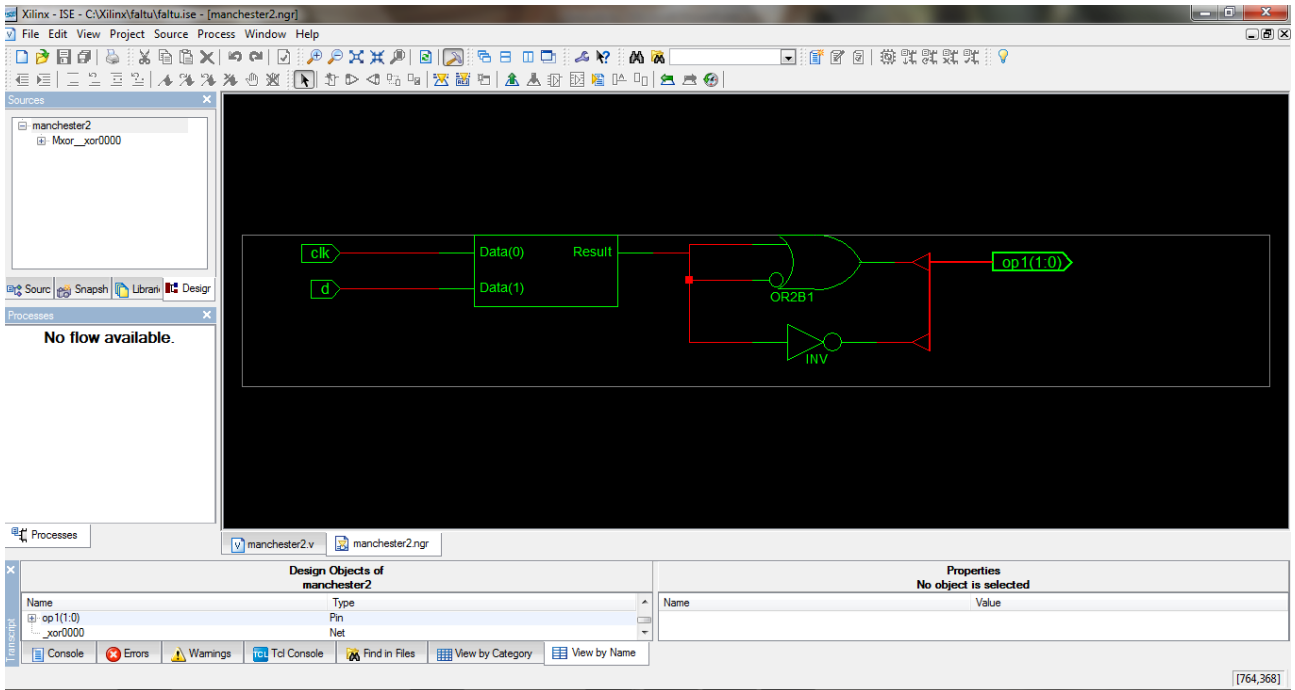 Xilinx - ISE - C:\Xilinx\faltu\faltu.ise - [manchester2.ngr]
File Edit View Project Source Process Window Help
Sources
manchester2
Mxor__xor0000
Sourc Snapsh Librari Desigr
Processes
No flow available.
Processes
clk
d
Data(0) Result
Data(1)
OR2B1
INV
op1(1:0)
manchester2.v manchester2.ngr
Transcript
Design Objects of
manchester2
Name Type
op1(1:0) Pin
_xor0000 Net
Properties
No object is selected
Name Value
Console Errors Warnings TCL Tcl Console Find in Files View by Category View by Name
[764,368]